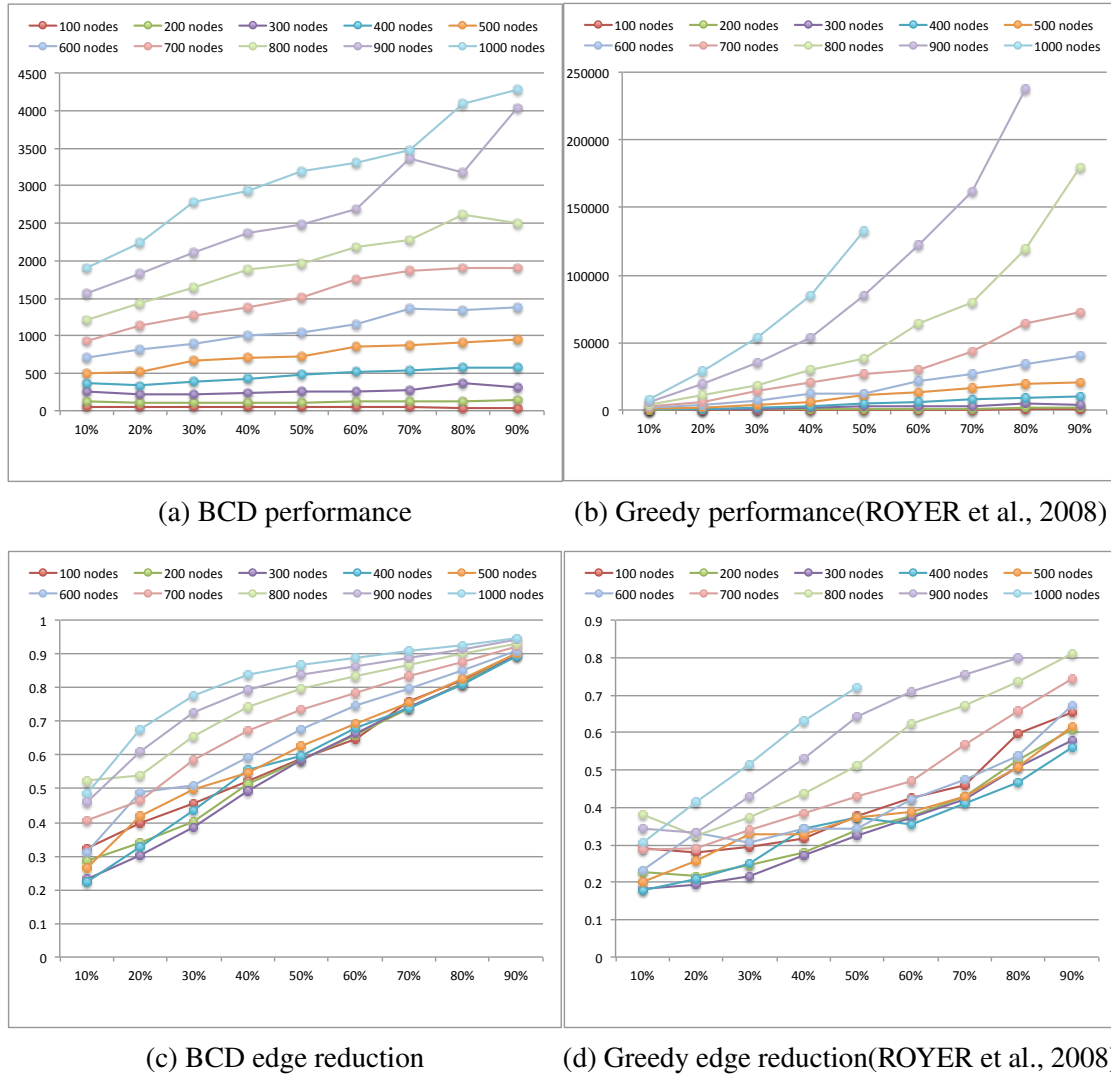 100 nodes 200 nodes 300 nodes 400 nodes 500 nodes
600 nodes 700 nodes 800 nodes 900 nodes 1000 nodes
4500
4000
3500
3000
2500
2000
1500
1000
500
0
10% 20% 30% 40% 50% 60% 70% 80% 90%
(a) BCD performance
100 nodes 200 nodes 300 nodes 400 nodes 500 nodes
600 nodes 700 nodes 800 nodes 900 nodes 1000 nodes
250000
200000
150000
100000
50000
0
10% 20% 30% 40% 50% 60% 70% 80% 90%
(b) Greedy performance(ROYER et al., 2008)
100 nodes 200 nodes 300 nodes 400 nodes 500 nodes
600 nodes 700 nodes 800 nodes 900 nodes 1000 nodes
1
0.9
0.8
0.7
0.6
0.5
0.4
0.3
0.2
0.1
0
10% 20% 30% 40% 50% 60% 70% 80% 90%
(c) BCD edge reduction
100 nodes 200 nodes 300 nodes 400 nodes 500 nodes
600 nodes 700 nodes 800 nodes 900 nodes 1000 nodes
0.9
0.8
0.7
0.6
0.5
0.4
0.3
0.2
0.1
0
10% 20% 30% 40% 50% 60% 70% 80% 90%
(d) Greedy edge reduction(ROYER et al., 2008)